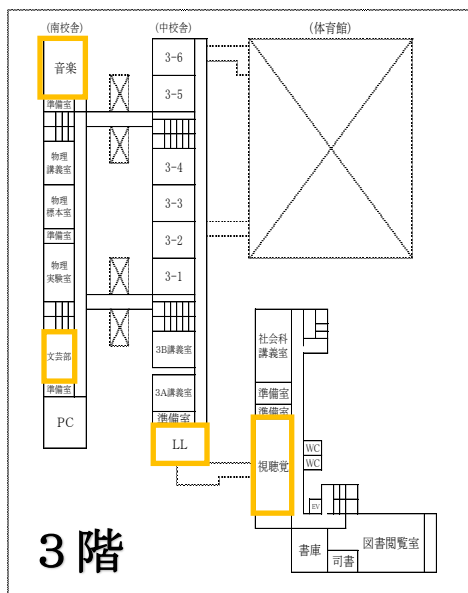 (南校舎)
(中校舎)
(体育館)
音楽
準備室
物理
講義室
物理
標本室
準備室
物理
実験室
文芸部
準備室
PC
3-6
3-5
3-4
3-3
3-2
3-1
3B講義室
3A講義室
準備室
LL
社会科
講義室
準備室
準備室
視聴覚
WC
WC
EV
書庫
司書
図書閲覧室
3階